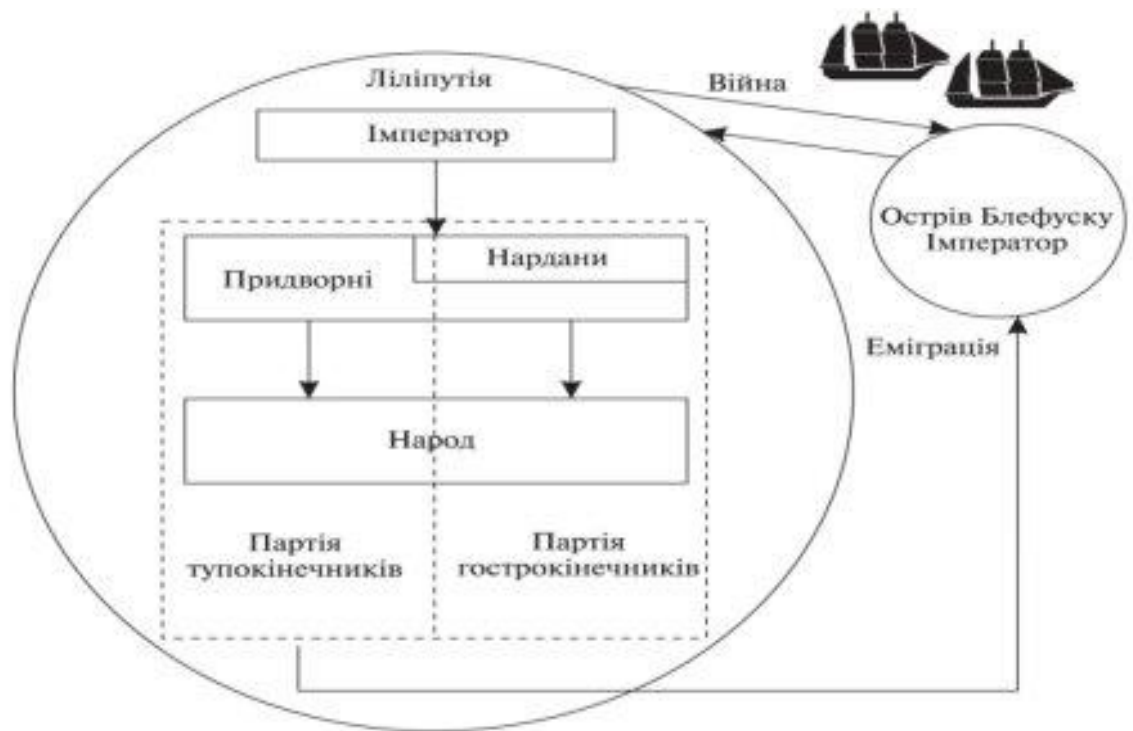 Ліліпутія
Війна
Імператор
Острів Блефуску
Імператор
Нардани
Придворні
Еміграція
Народ
Партія
тупокінечників
Партія
гострокінечників